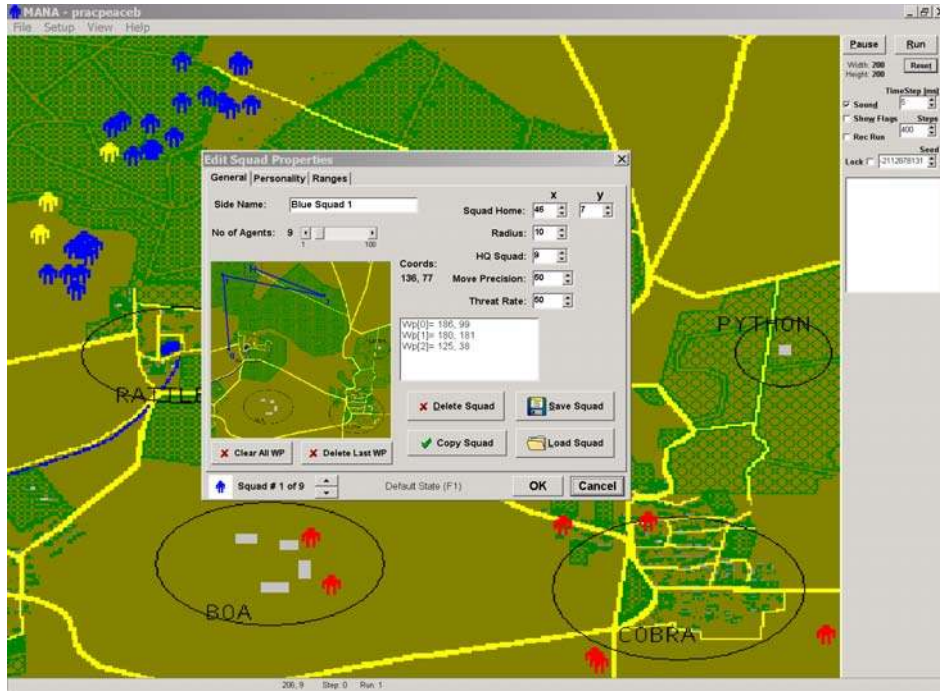 MANA - pracpeaceb
File Setup View Help
Pause Run
Width: 200
Height: 200
Reset
TimeStep [ms]
Sound 5
Show Flags Steps
400
Rec Run
Seed
Lock -2112678131
Edit Squad Properties
General Personality Ranges
Side Name: Blue Squad 1
No of Agents: 9
1 100
x y
Squad Home: 46 7
Radius: 10
HQ Squad: 9
Coords:
136, 77
Move Precision: 50
Threat Rate: 50
Wp[0]= 186, 99
Wp[1]= 180, 181
Wp[2]= 125, 38
Delete Squad Save Squad
Copy Squad Load Squad
Clear All WP Delete Last WP
Squad # 1 of 9
Default State (F1)
OK Cancel
PYTHON
BOA
COBRA
200, 9 Step: 0 Run: 1